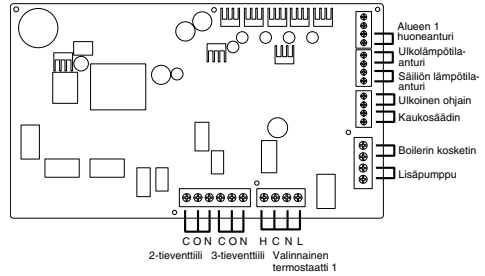 Alueen 1
huoneanturi
Ulkolämpötila-
anturi
Säiliön lämpötila-
anturi
Ulkoinen ohjain
Kaukosäädin
Boilerin kosketin
Lisäpumppu
C O N C O N H C N L
2-tieventtiili 3-tieventtiili Valinnainen
termostaatti 1